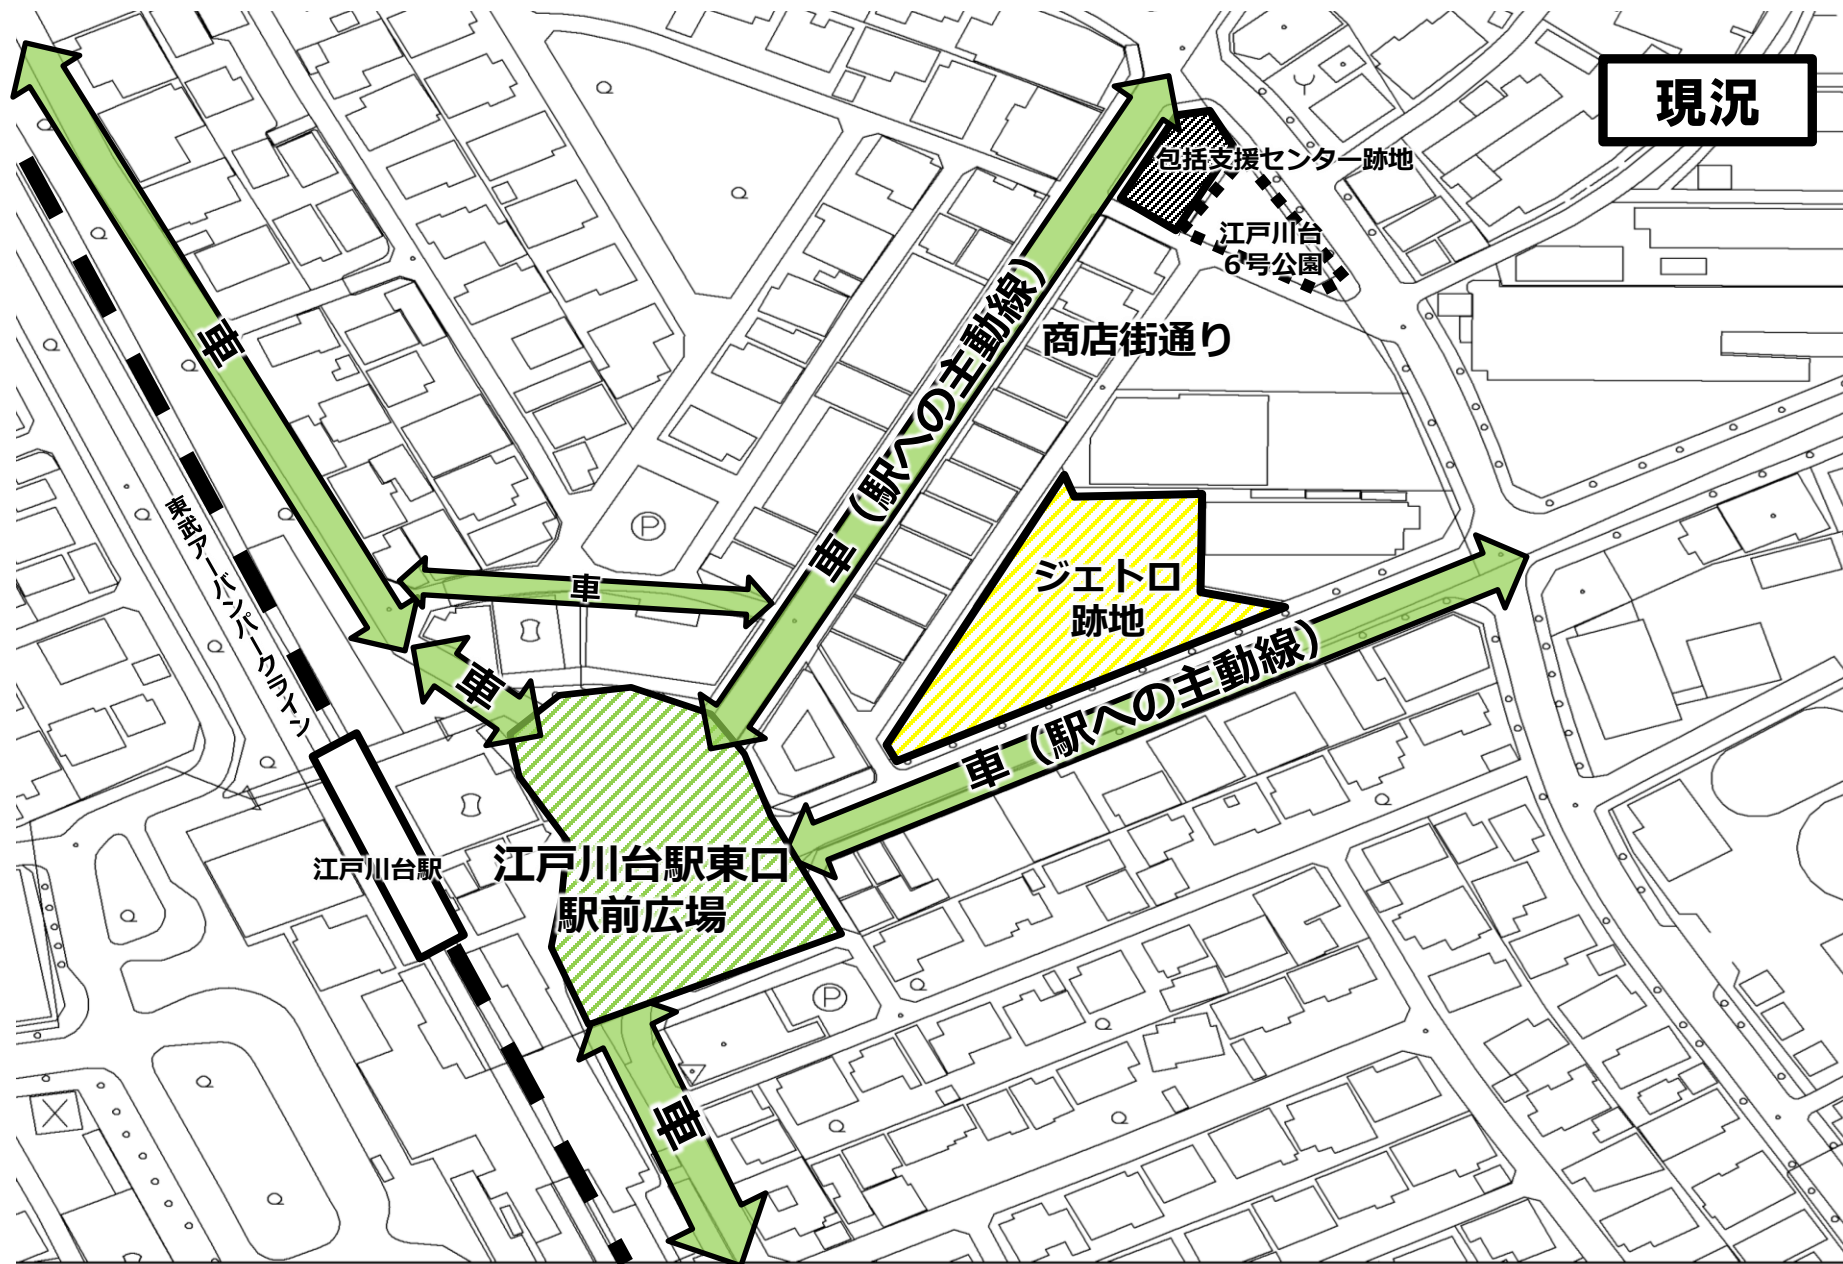 現況
包括支援センター跡地
江戸川台
6号公園
車
車（駅への主動線）
商店街通り
東武アーバンパークライン
P
車
ジェトロ
跡地
車
車（駅への主動線）
江戸川台駅
江戸川台駅東口
駅前広場
P
車